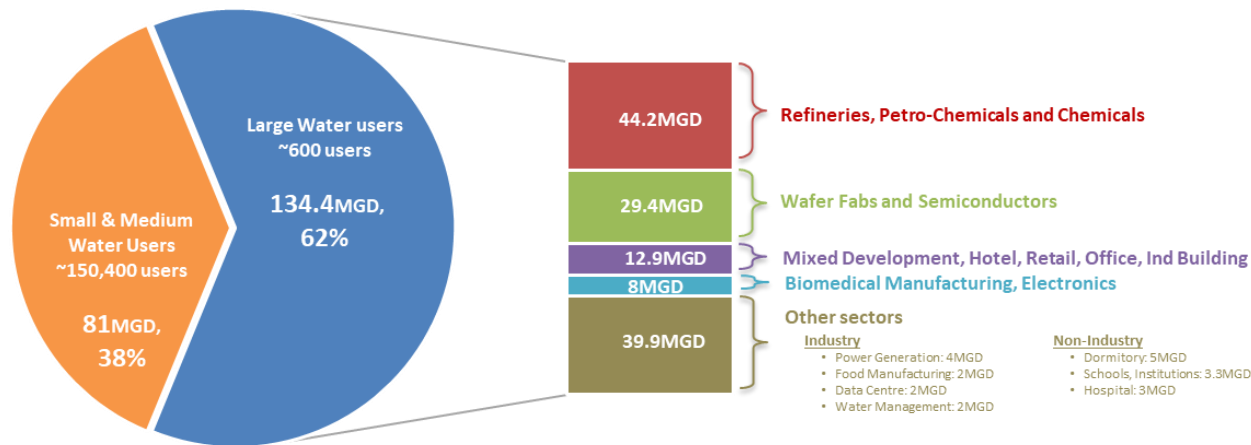 Large Water users
~600 users
134.4MGD,
62%
Small & Medium
Water Users
~150,400 users
81MGD,
38%
44.2MGD
Refineries, Petro-Chemicals and Chemicals
29.4MGD
Wafer Fabs and Semiconductors
12.9MGD
Mixed Development, Hotel, Retail, Office, Ind Building
8MGD
Biomedical Manufacturing, Electronics
39.9MGD
Other sectors
Industry
• Power Generation: 4MGD
• Food Manufacturing: 2MGD
• Data Centre: 2MGD
• Water Management: 2MGD
Non-Industry
• Dormitory: 5MGD
• Schools, Institutions: 3.3MGD
• Hospital: 3MGD